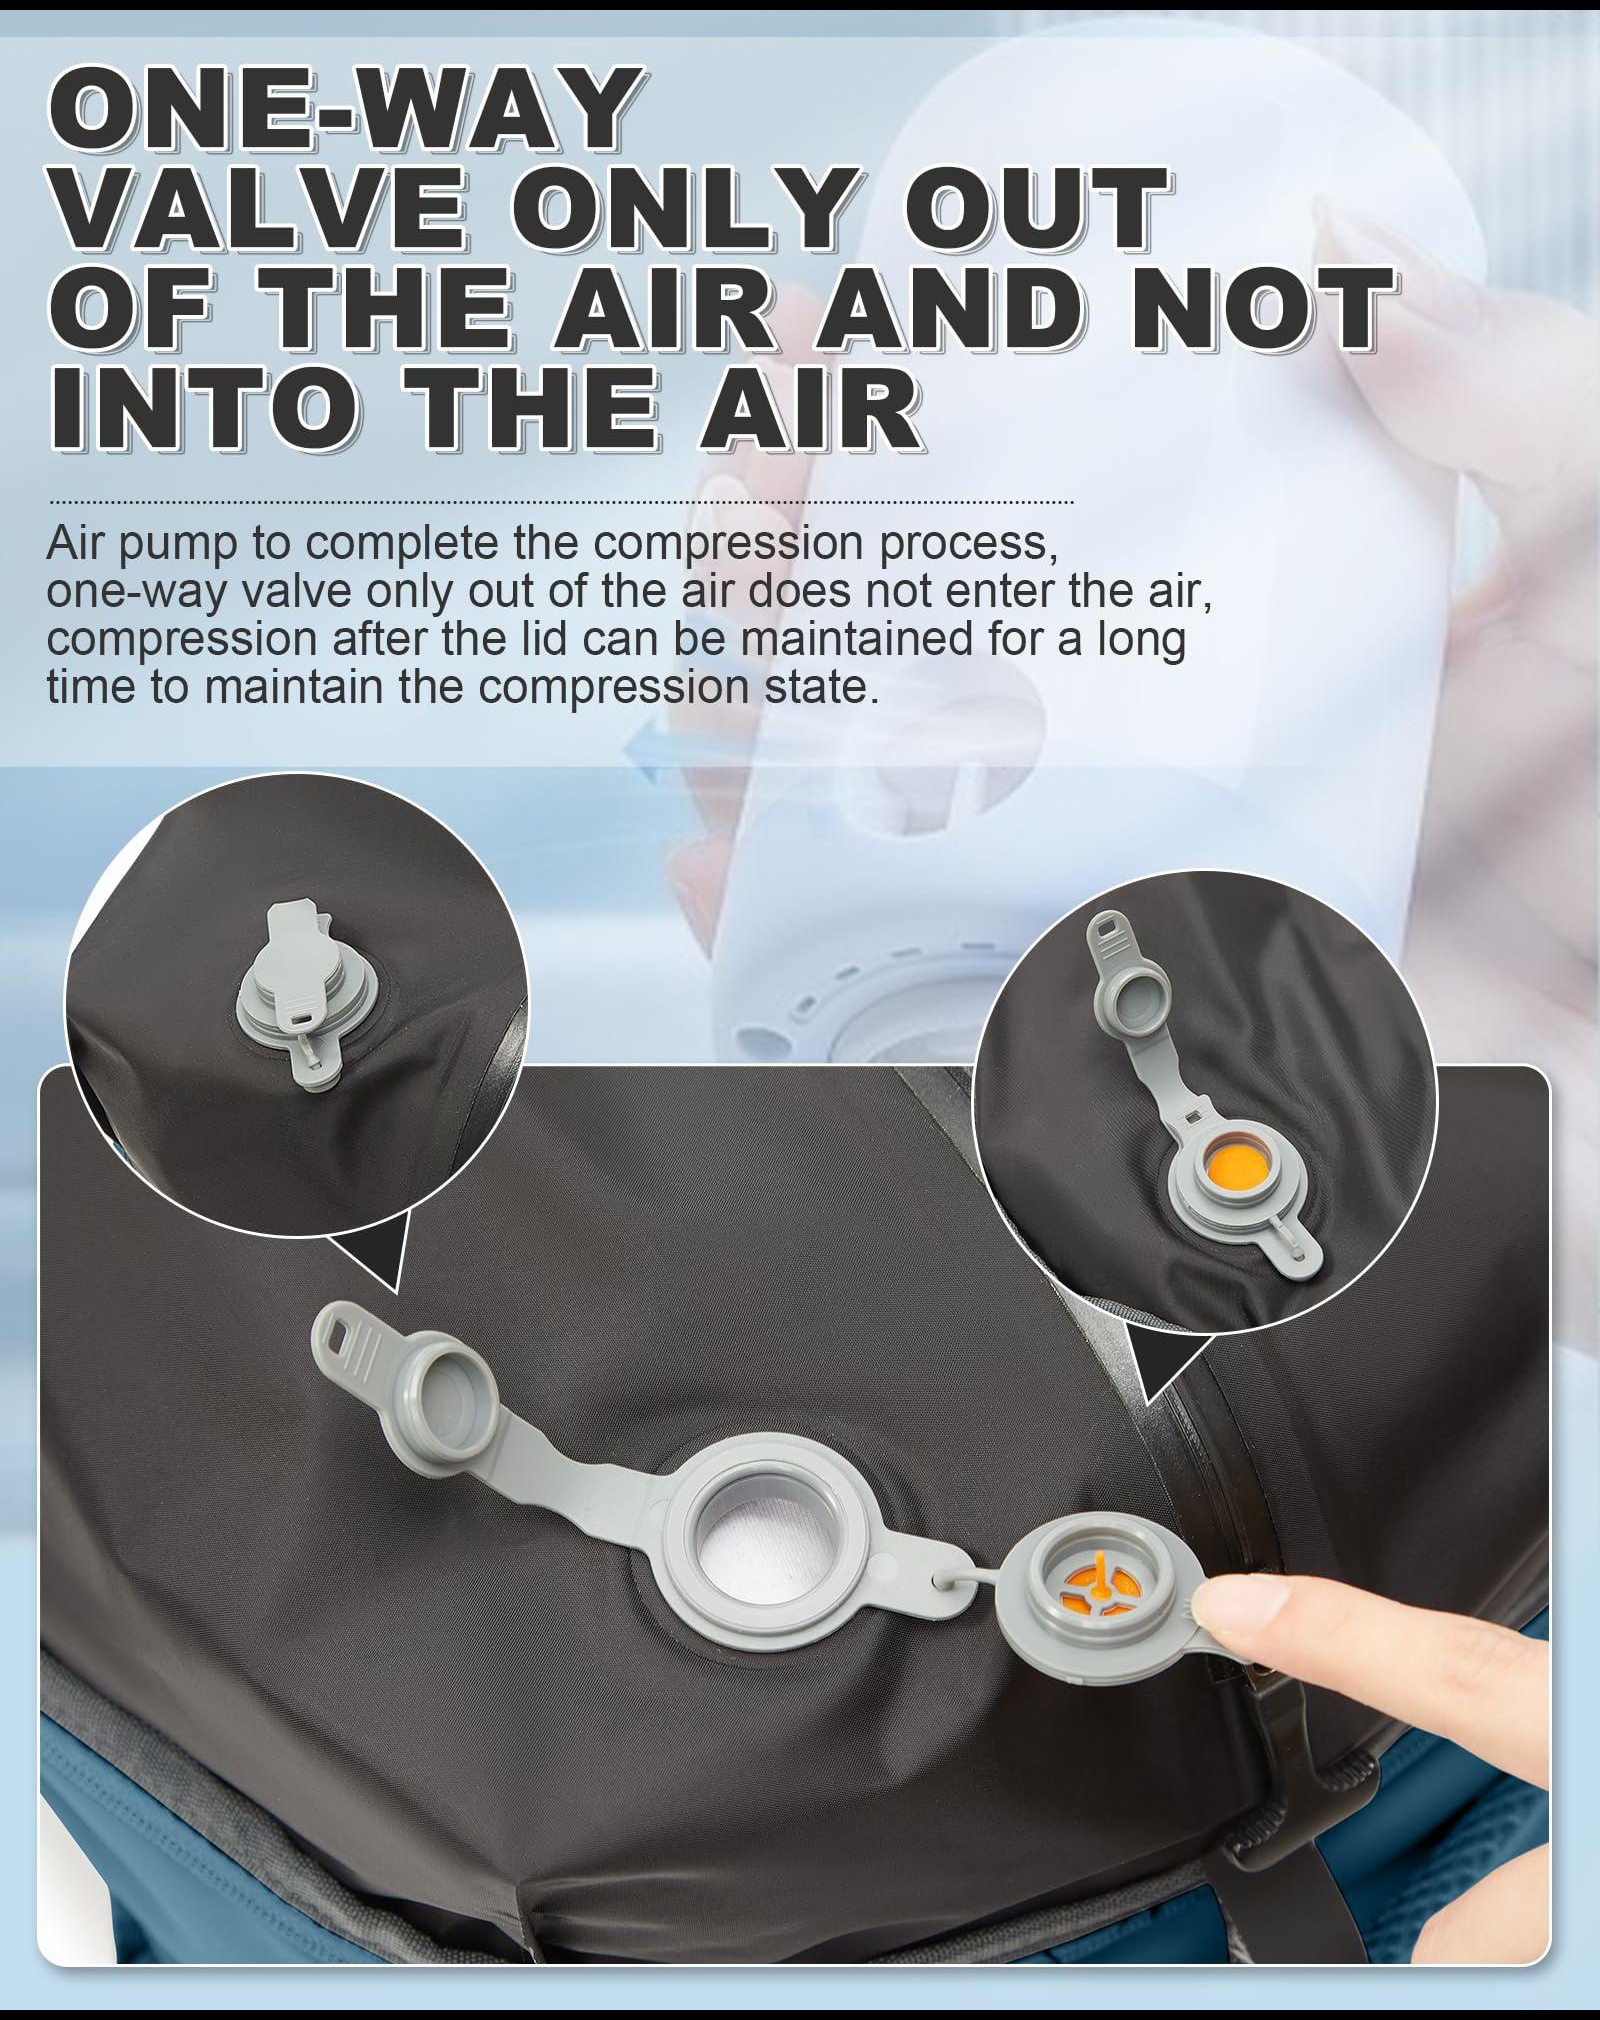 ONE-WAY
VALVE ONLY OUT
OF THE AIR AND NOT
INTO THE AIR
Air pump to complete the compression process,
one-way valve only out of the air does not enter the air,
compression after the lid can be maintained for a long
time to maintain the compression state.